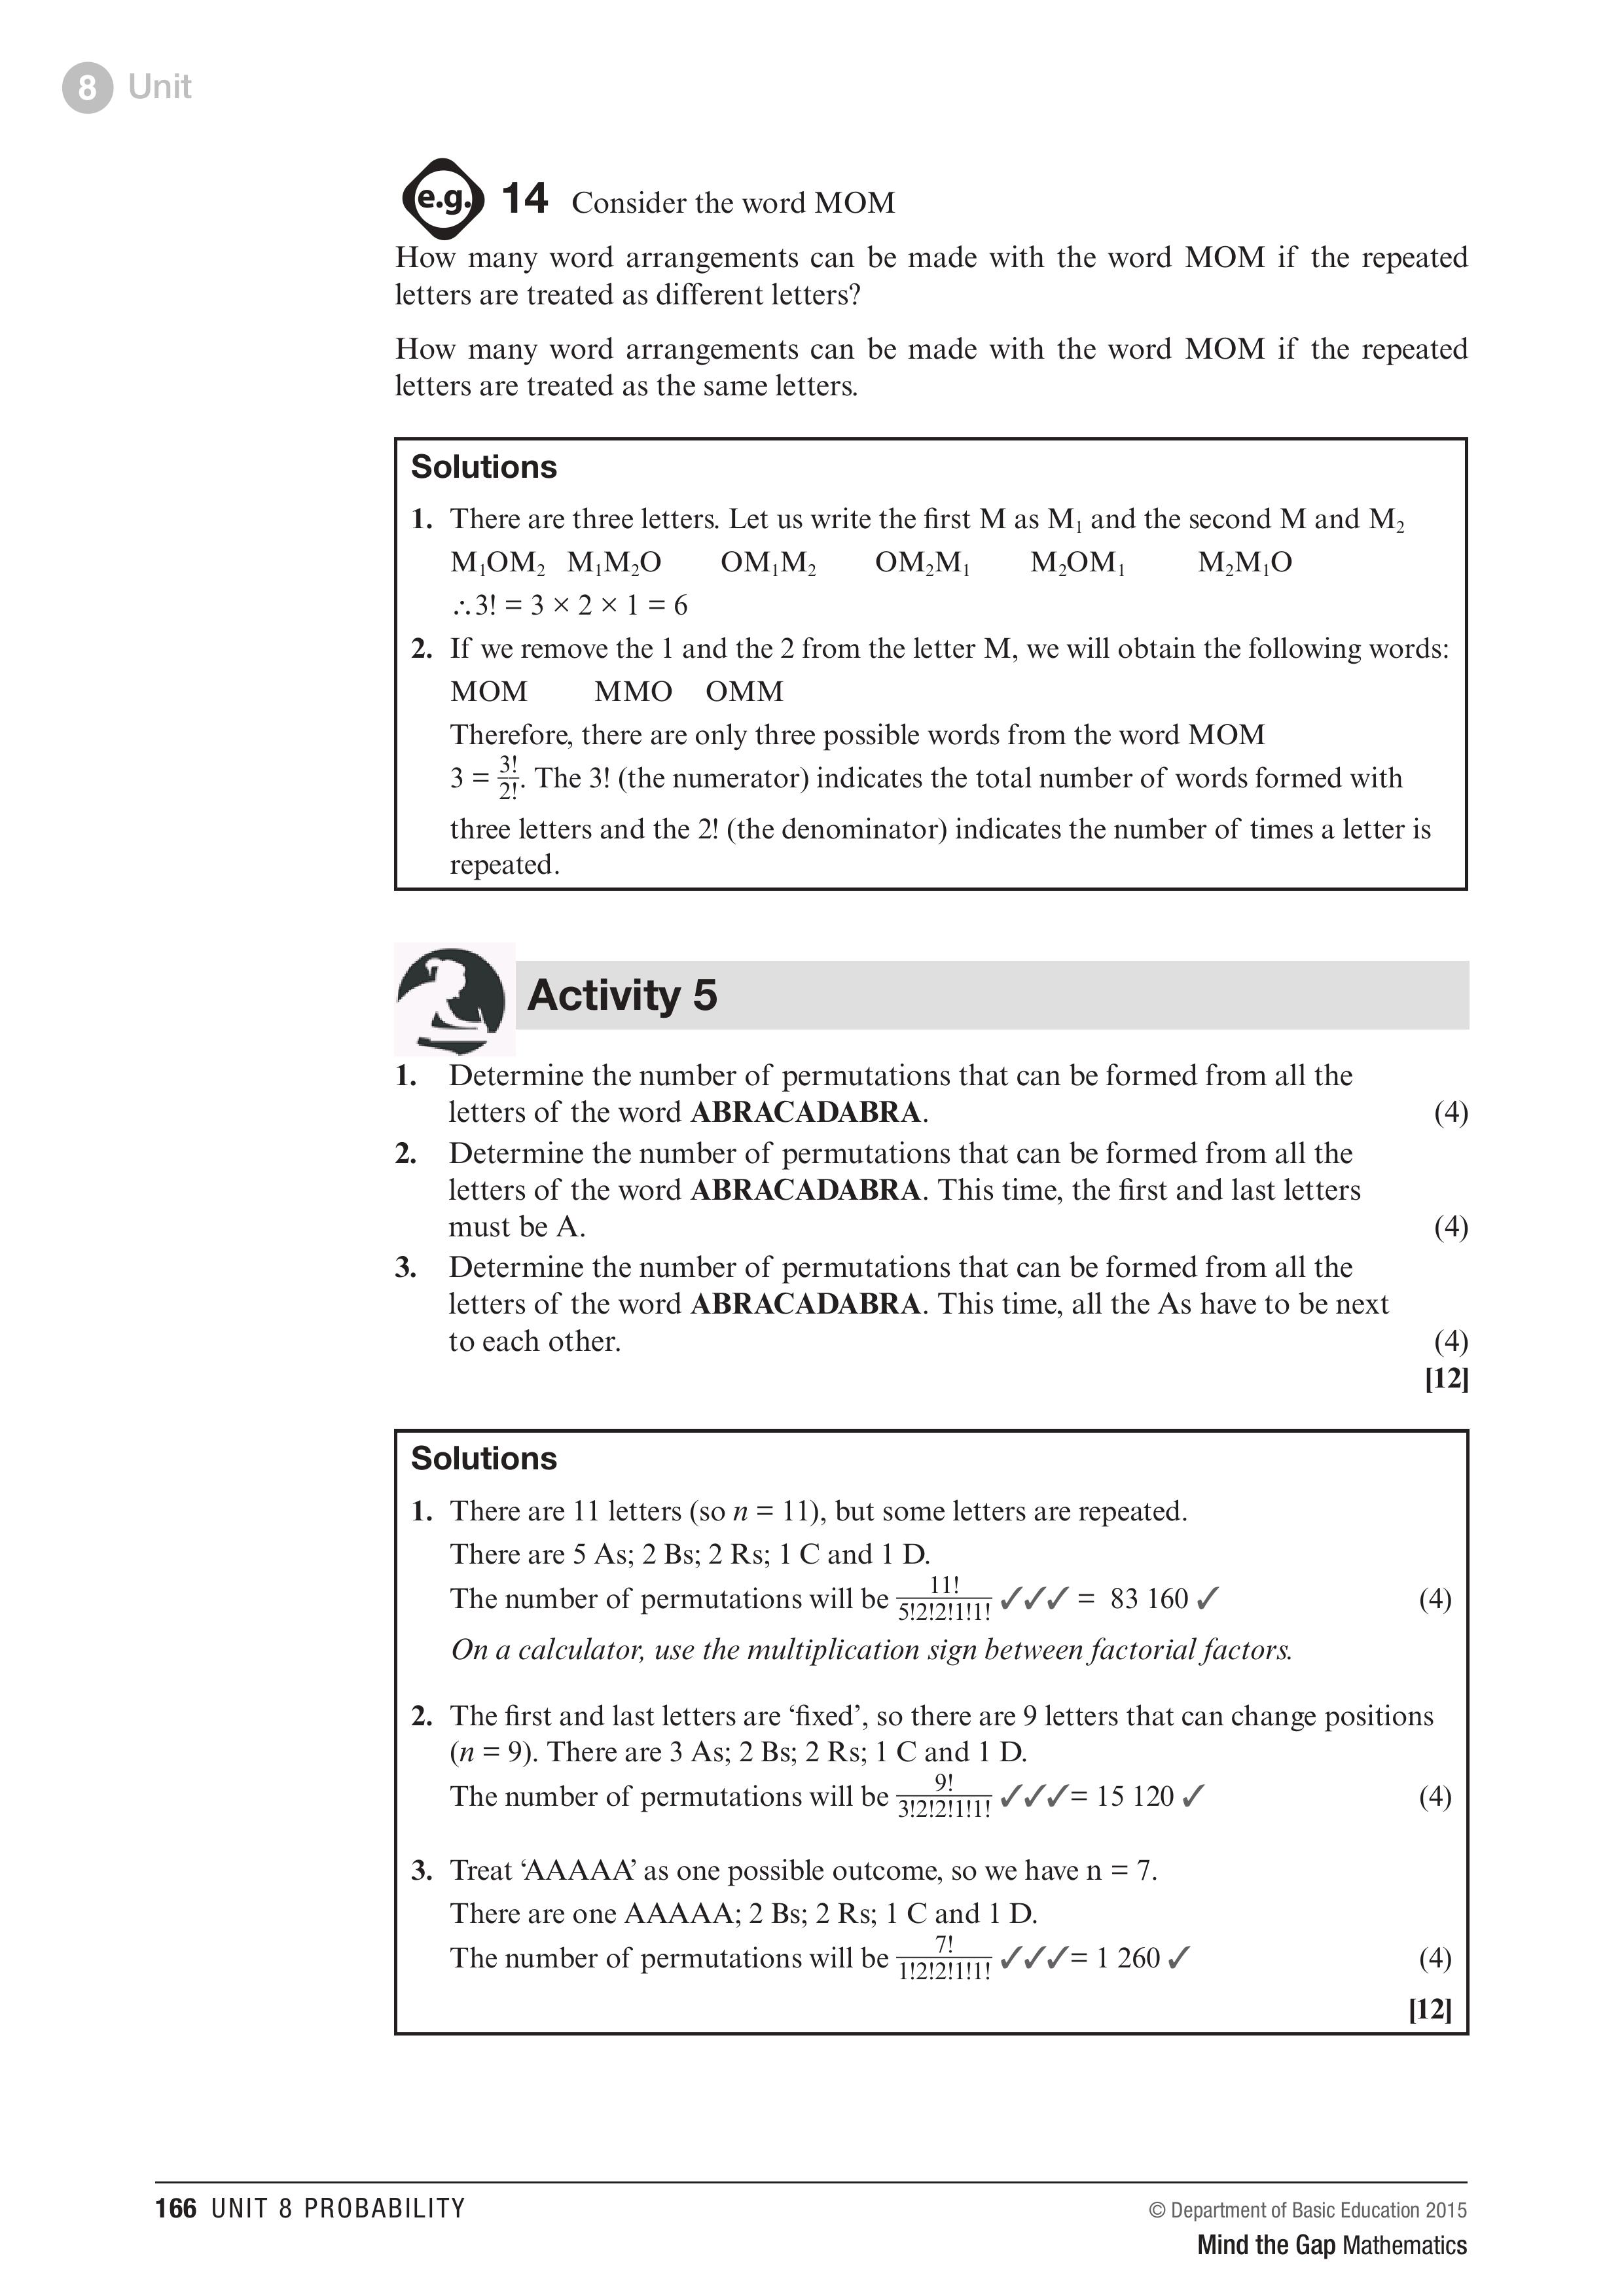 8 Unit
e.g. 14 Consider the word MOM
How many word arrangements can be made with the word MOM if the repeated
letters are treated as different letters?
How many word arrangements can be made with the word MOM if the repeated
letters are treated as the same letters.
Solutions
1. There are three letters. Let us write the first M as M₁ and the second M and M₂
M₁OM₂ M₁M₂O OM₁M₂ OM₂M₁ M₂OM₁ M₂M₁O
∴3! = 3 × 2 × 1 = 6
2. If we remove the 1 and the 2 from the letter M, we will obtain the following words:
MOM MMO OMM
Therefore, there are only three possible words from the word MOM
3 = 3!/2!. The 3! (the numerator) indicates the total number of words formed with
three letters and the 2! (the denominator) indicates the number of times a letter is
repeated.
Activity 5
1. Determine the number of permutations that can be formed from all the
letters of the word ABRACADABRA. (4)
2. Determine the number of permutations that can be formed from all the
letters of the word ABRACADABRA. This time, the first and last letters
must be A. (4)
3. Determine the number of permutations that can be formed from all the
letters of the word ABRACADABRA. This time, all the As have to be next
to each other. (4)
[12]
Solutions
1. There are 11 letters (so n = 11), but some letters are repeated.
There are 5 As; 2 Bs; 2 Rs; 1 C and 1 D.
The number of permutations will be 11!/5!2!2!1!1! ✓✓✓ = 83 160 ✓ (4)
On a calculator, use the multiplication sign between factorial factors.
2. The first and last letters are ‘fixed’, so there are 9 letters that can change positions
(n = 9). There are 3 As; 2 Bs; 2 Rs; 1 C and 1 D.
The number of permutations will be 9!/3!2!2!1!1! ✓✓✓= 15 120 ✓ (4)
3. Treat ‘AAAAA’ as one possible outcome, so we have n = 7.
There are one AAAAA; 2 Bs; 2 Rs; 1 C and 1 D.
The number of permutations will be 7!/1!2!2!1!1! ✓✓✓= 1 260 ✓ (4)
[12]
166 UNIT 8 PROBABILITY
© Department of Basic Education 2015
Mind the Gap Mathematics